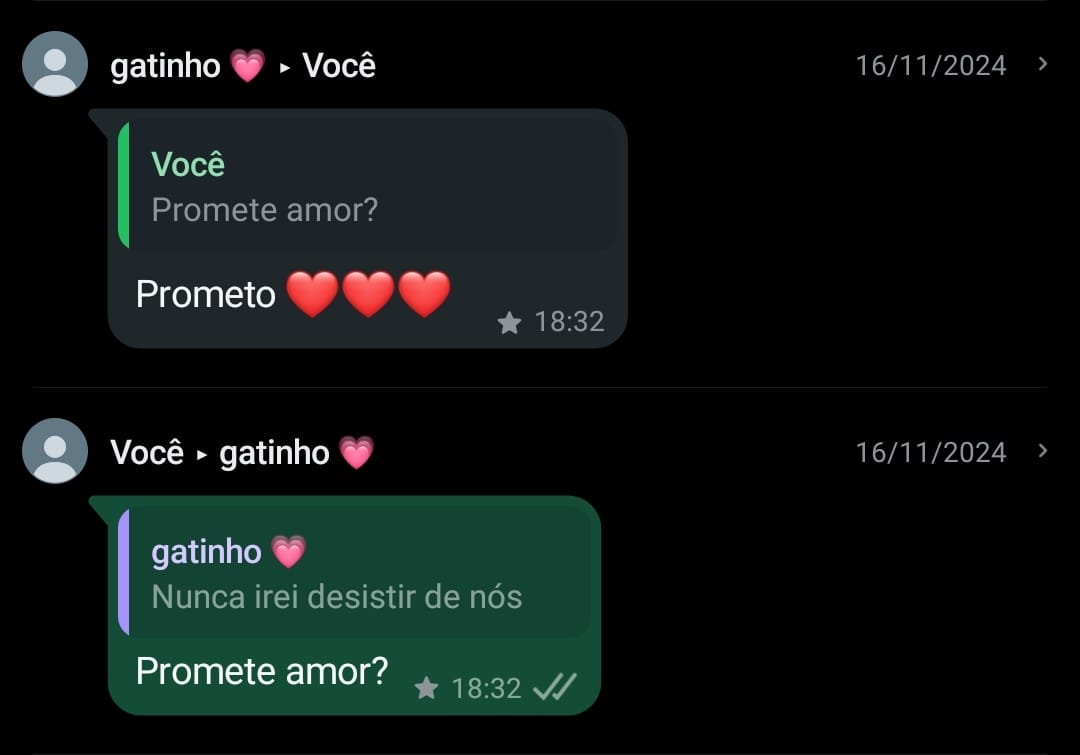 gatinho 💗 ▸ Você
16/11/2024
Você
Promete amor?
Prometo ❤️❤️❤️
18:32
Você ▸ gatinho 💗
16/11/2024
gatinho 💗
Nunca irei desistir de nós
Promete amor?
18:32